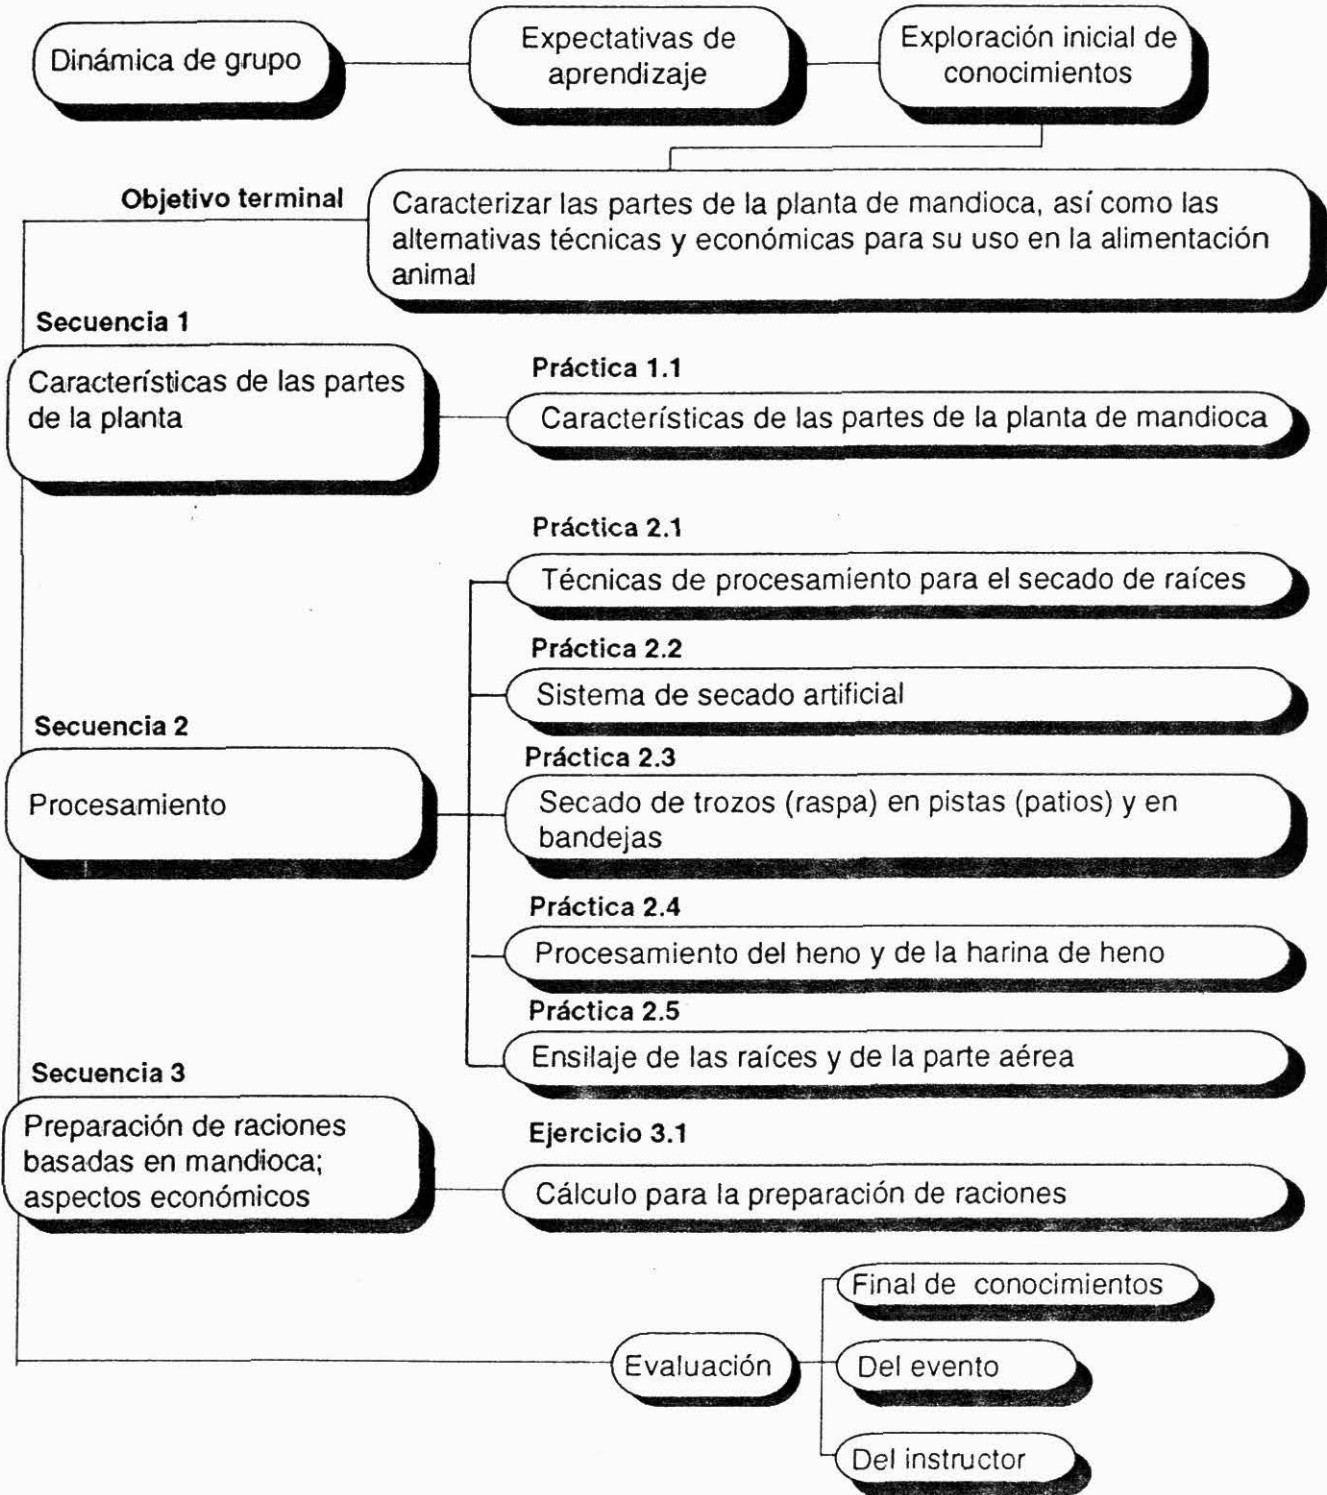 Dinámica de grupo
Expectativas de
aprendizaje
Exploración inicial de
conocimientos
Objetivo terminal
Caracterizar las partes de la planta de mandioca, así como las
alternativas técnicas y económicas para su uso en la alimentación
animal
Secuencia 1
Características de las partes
de la planta
Práctica 1.1
Características de las partes de la planta de mandioca
Práctica 2.1
Técnicas de procesamiento para el secado de raíces
Práctica 2.2
Sistema de secado artificial
Secuencia 2
Procesamiento
Práctica 2.3
Secado de trozos (raspa) en pistas (patios) y en
bandejas
Práctica 2.4
Procesamiento del heno y de la harina de heno
Práctica 2.5
Ensilaje de las raíces y de la parte aérea
Secuencia 3
Preparación de raciones
basadas en mandioca;
aspectos económicos
Ejercicio 3.1
Cálculo para la preparación de raciones
Evaluación
Final de conocimientos
Del evento
Del instructor